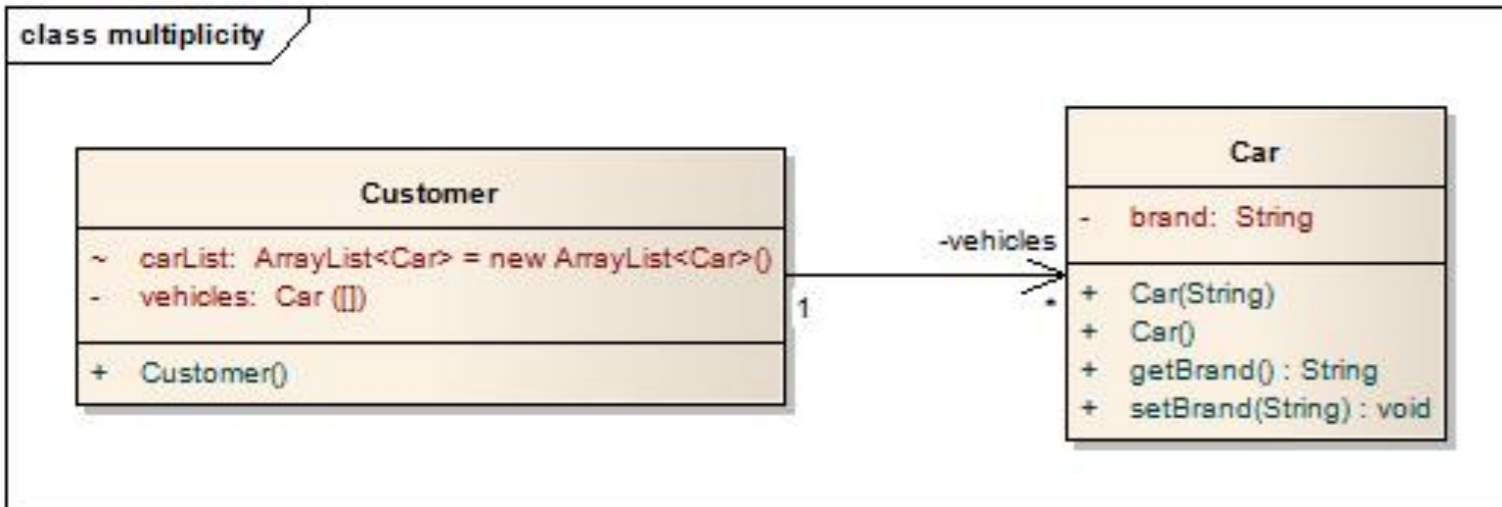 class multiplicity
Customer
~ carList: ArrayList<Car> = new ArrayList<Car>()
- vehicles: Car ([])
+ Customer()
-vehicles
1
*
Car
- brand: String
+ Car(String)
+ Car()
+ getBrand() : String
+ setBrand(String) : void